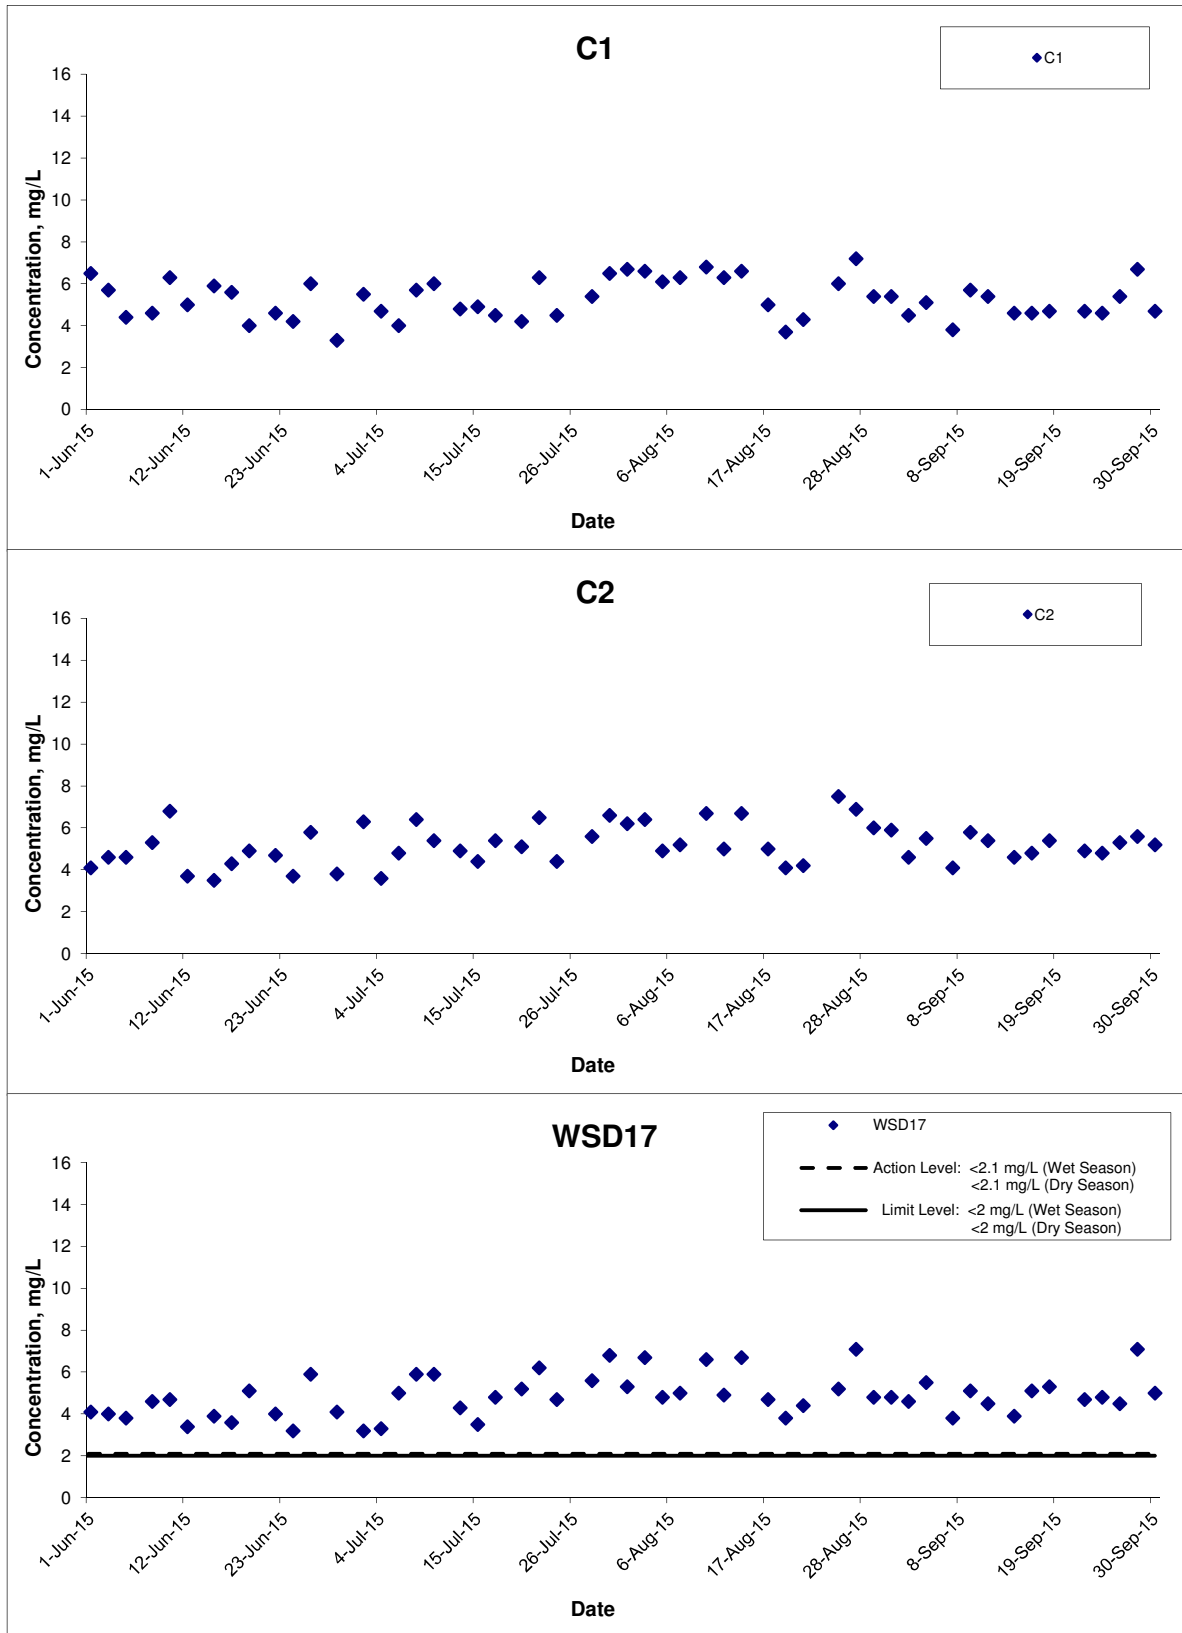 C1
C1
16
14
12
10
8
6
4
2
0
Concentration, mg/L
1-Jun-15
12-Jun-15
23-Jun-15
4-Jul-15
15-Jul-15
26-Jul-15
6-Aug-15
17-Aug-15
28-Aug-15
8-Sep-15
19-Sep-15
30-Sep-15
Date
C2
C2
16
14
12
10
8
6
4
2
0
Concentration, mg/L
1-Jun-15
12-Jun-15
23-Jun-15
4-Jul-15
15-Jul-15
26-Jul-15
6-Aug-15
17-Aug-15
28-Aug-15
8-Sep-15
19-Sep-15
30-Sep-15
Date
WSD17
WSD17
Action Level: <2.1 mg/L (Wet Season)
<2.1 mg/L (Dry Season)
Limit Level: <2 mg/L (Wet Season)
<2 mg/L (Dry Season)
16
14
12
10
8
6
4
2
0
Concentration, mg/L
1-Jun-15
12-Jun-15
23-Jun-15
4-Jul-15
15-Jul-15
26-Jul-15
6-Aug-15
17-Aug-15
28-Aug-15
8-Sep-15
19-Sep-15
30-Sep-15
Date